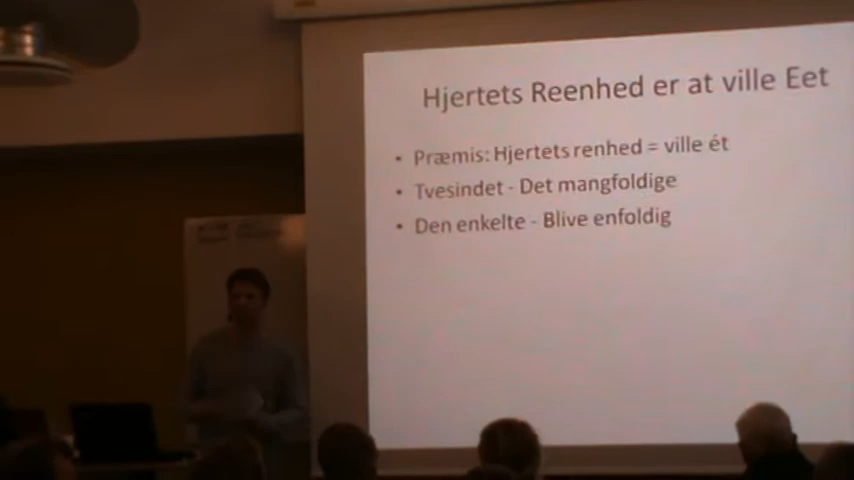 Hjertets Reenhed er at ville Eet
• Præmis: Hjertets renhed = ville ét
• Tvesindet - Det mangfoldige
• Den enkelte - Blive enfoldig